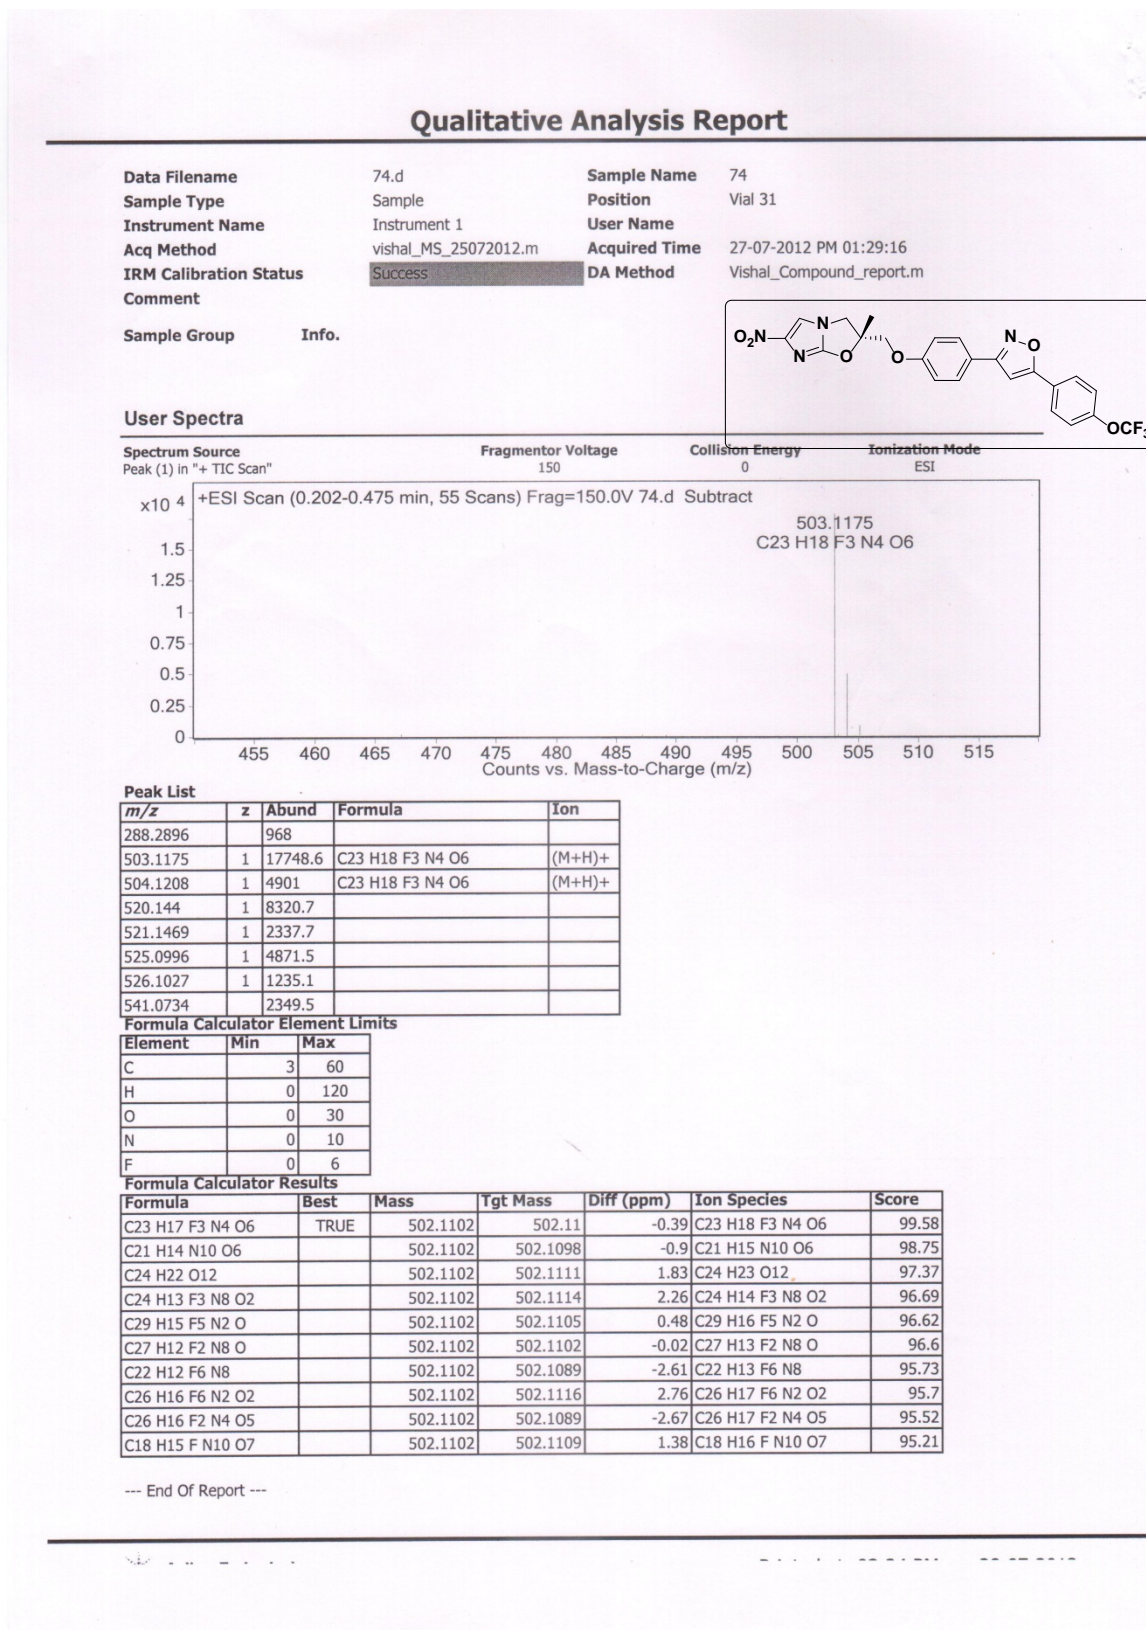 Qualitative Analysis Report
Data Filename 74.d Sample Name 74
Sample Type Sample Position Vial 31
Instrument Name Instrument 1 User Name
Acq Method vishal_MS_25072012.m Acquired Time 27-07-2012 PM 01:29:16
IRM Calibration Status Success DA Method Vishal_Compound_report.m
Comment
Sample Group Info.
O2N N N O O N O OCF3
User Spectra
Spectrum Source Fragmentor Voltage Collision Energy Ionization Mode
Peak (1) in "+ TIC Scan" 150 0 ESI
x10 4 +ESI Scan (0.202-0.475 min, 55 Scans) Frag=150.0V 74.d Subtract
503.1175
C23 H18 F3 N4 O6
1.5
1.25
1
0.75
0.5
0.25
0
455 460 465 470 475 480 485 490 495 500 505 510 515
Counts vs. Mass-to-Charge (m/z)
Peak List
m/z z Abund Formula Ion
288.2896 968
503.1175 1 17748.6 C23 H18 F3 N4 O6 (M+H)+
504.1208 1 4901 C23 H18 F3 N4 O6 (M+H)+
520.144 1 8320.7
521.1469 1 2337.7
525.0996 1 4871.5
526.1027 1 1235.1
541.0734 2349.5
Formula Calculator Element Limits
Element Min Max
C 3 60
H 0 120
O 0 30
N 0 10
F 0 6
Formula Calculator Results
Formula Best Mass Tgt Mass Diff (ppm) Ion Species Score
C23 H17 F3 N4 O6 TRUE 502.1102 502.11 -0.39 C23 H18 F3 N4 O6 99.58
C21 H14 N10 O6 502.1102 502.1098 -0.9 C21 H15 N10 O6 98.75
C24 H22 O12 502.1102 502.1111 1.83 C24 H23 O12 97.37
C24 H13 F3 N8 O2 502.1102 502.1114 2.26 C24 H14 F3 N8 O2 96.69
C29 H15 F5 N2 O 502.1102 502.1105 0.48 C29 H16 F5 N2 O 96.62
C27 H12 F2 N8 O 502.1102 502.1102 -0.02 C27 H13 F2 N8 O 96.6
C22 H12 F6 N8 502.1102 502.1089 -2.61 C22 H13 F6 N8 95.73
C26 H16 F6 N2 O2 502.1102 502.1116 2.76 C26 H17 F6 N2 O2 95.7
C26 H16 F2 N4 O5 502.1102 502.1089 -2.67 C26 H17 F2 N4 O5 95.52
C18 H15 F N10 O7 502.1102 502.1109 1.38 C18 H16 F N10 O7 95.21
--- End Of Report ---